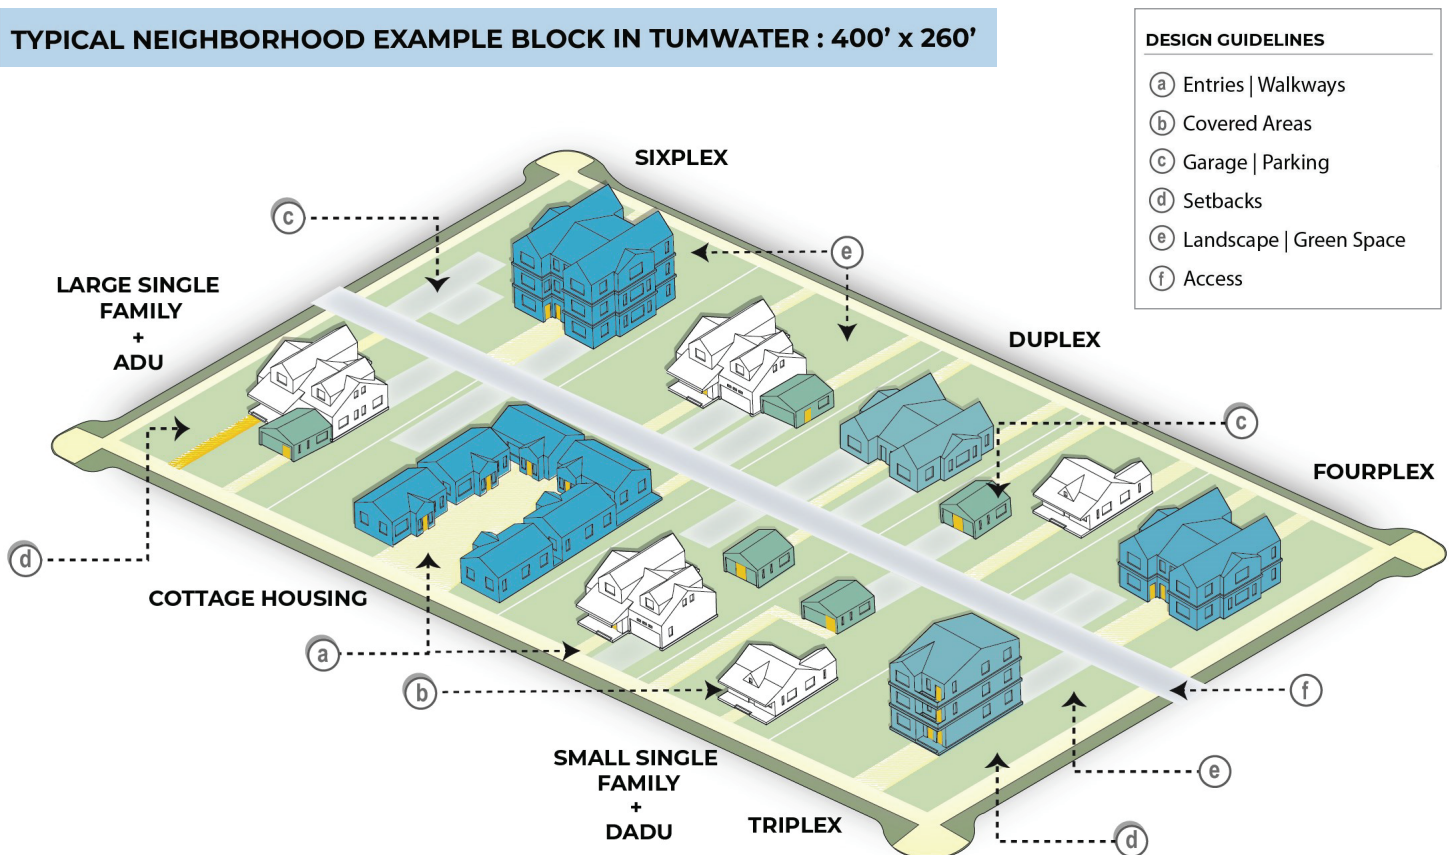 TYPICAL NEIGHBORHOOD EXAMPLE BLOCK IN TUMWATER : 400’ x 260’
DESIGN GUIDELINES
a Entries | Walkways
b Covered Areas
c Garage | Parking
d Setbacks
e Landscape | Green Space
f Access
SIXPLEX
c
e
LARGE SINGLE
FAMILY
+
ADU
DUPLEX
c
FOURPLEX
d
COTTAGE HOUSING
a
b
f
SMALL SINGLE
FAMILY
+
DADU
TRIPLEX
e
d